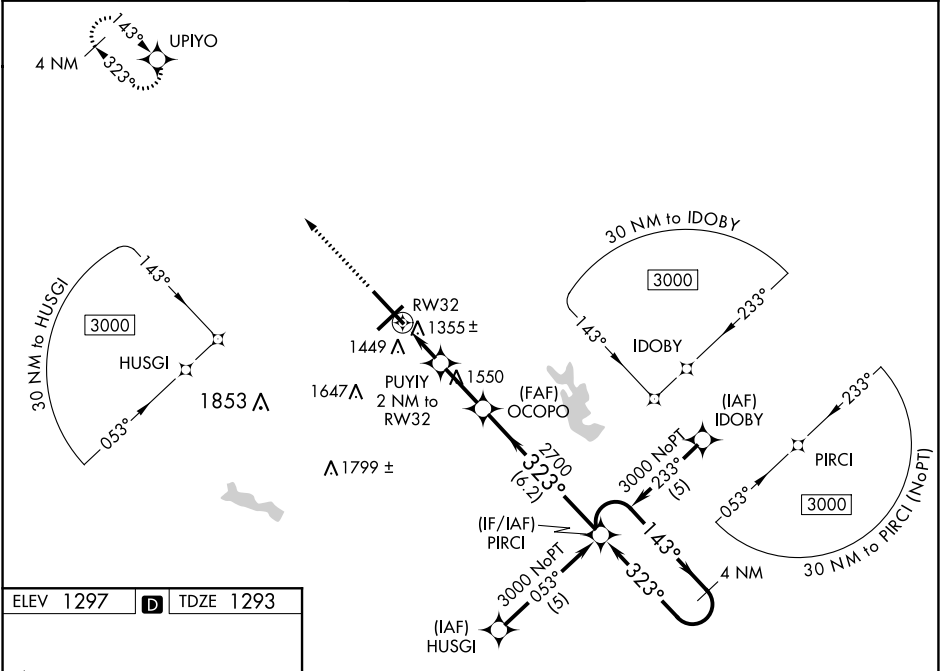 143°
UPIYO
4 NM
323°
30 NM to HUSGI
143°
3000
HUSGI
053°
30 NM to IDOBY
3000
143°
233°
IDOBY
RW32
1355 ±
1449
PUYIY
2 NM to
RW32
1550
1647
1853
(FAF)
OCOPO
1799 ±
2700
323°
(6.2)
(IAF)
IDOBY
3000 NoPT
233°
(5)
233°
PIRCI
053°
3000
30 NM to PIRCI (NoPT)
(IF/IAF)
PIRCI
143°
323°
4 NM
3000 NoPT
053°
(5)
(IAF)
HUSGI
ELEV 1297 D TDZE 1293